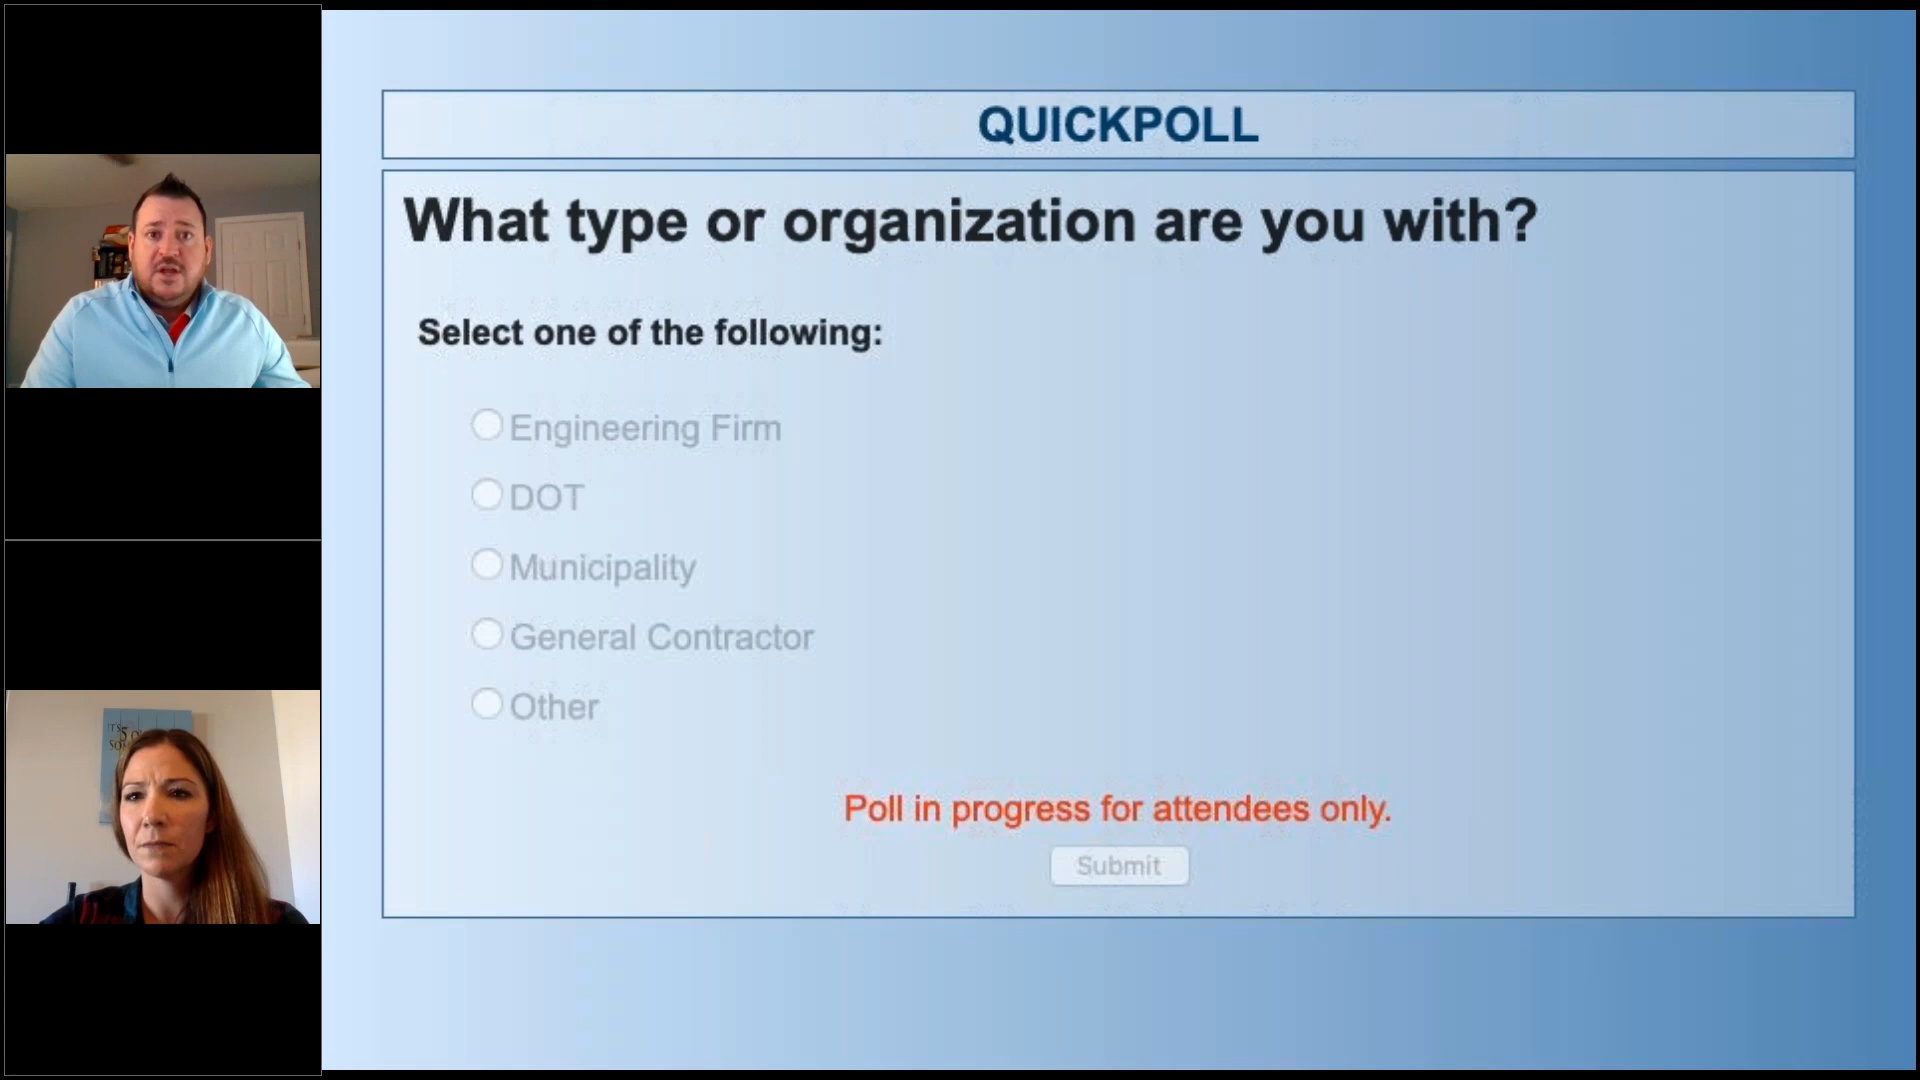 QUICKPOLL
What type or organization are you with?
Select one of the following:
Engineering Firm
DOT
Municipality
General Contractor
Other
Poll in progress for attendees only.
Submit